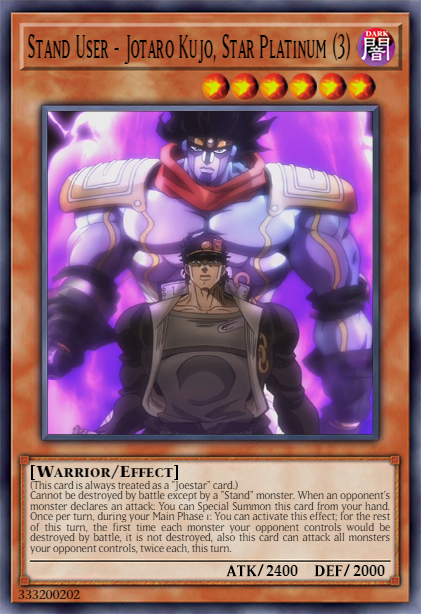 Stand User - Jotaro Kujo, Star Platinum (3)
DARK
闇
[Warrior/Effect]
(This card is always treated as a "Joestar" card.)
Cannot be destroyed by battle except by a "Stand" monster. When an opponent's
monster declares an attack: You can Special Summon this card from your hand.
Once per turn, during your Main Phase 1: You can activate this effect; for the rest
of this turn, the first time each monster your opponent controls would be
destroyed by battle, it is not destroyed, also this card can attack all monsters
your opponent controls, twice each, this turn.
ATK/2400 DEF/2000
333200202